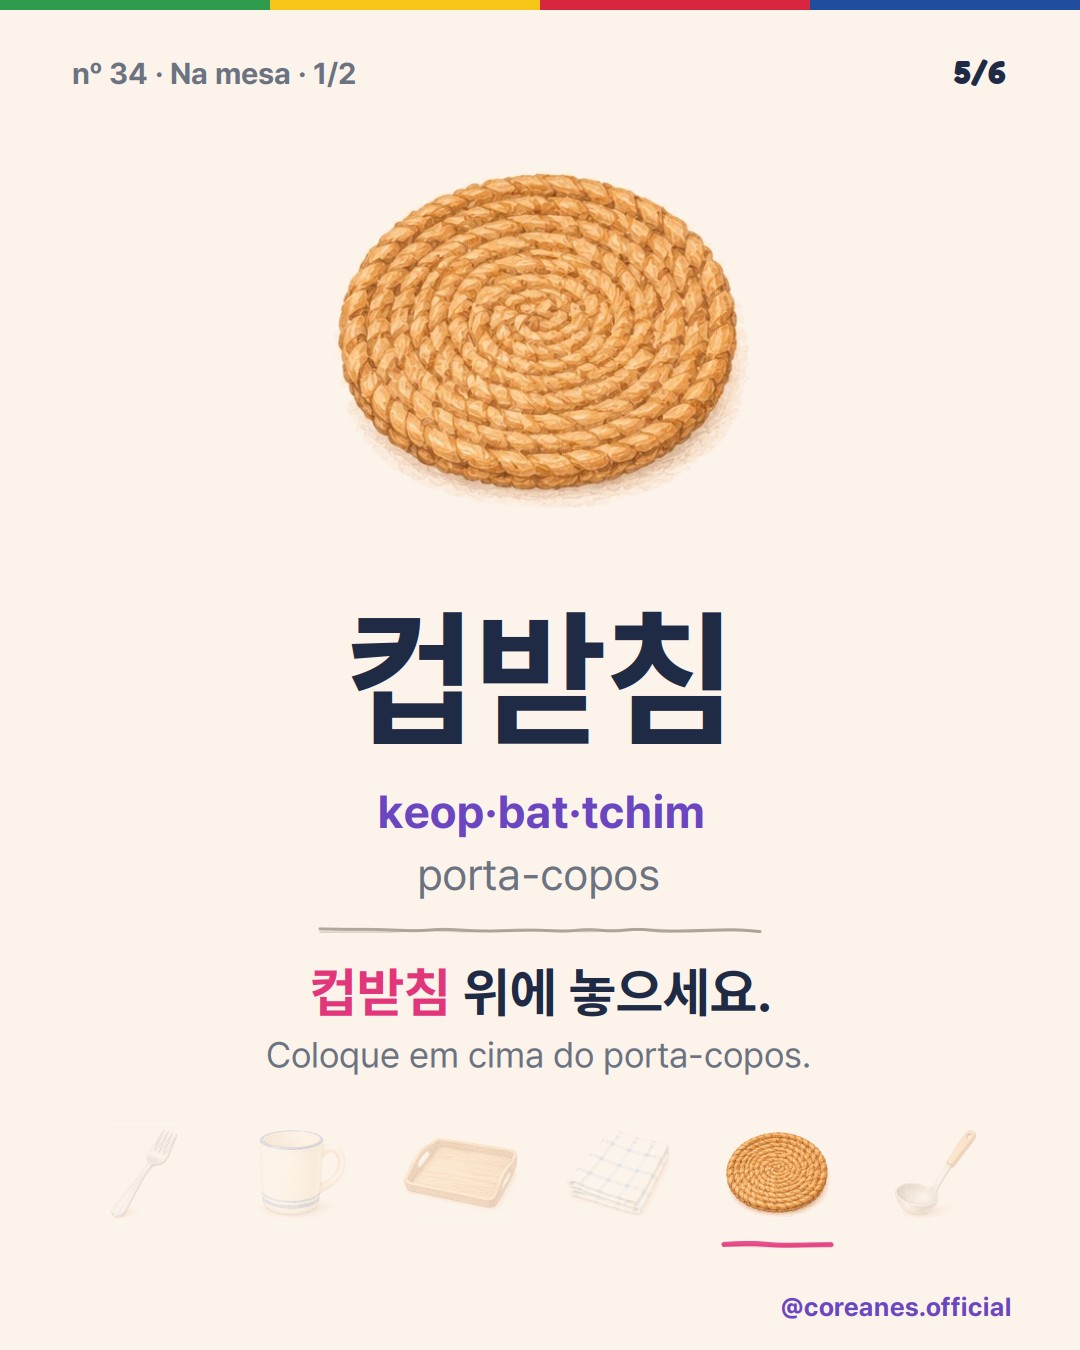 nº 34 · Na mesa · 1/2
5/6
컵받침
keop·bat·tchim
porta-copos
컵받침 위에 놓으세요.
Coloque em cima do porta-copos.
@coreanes.official